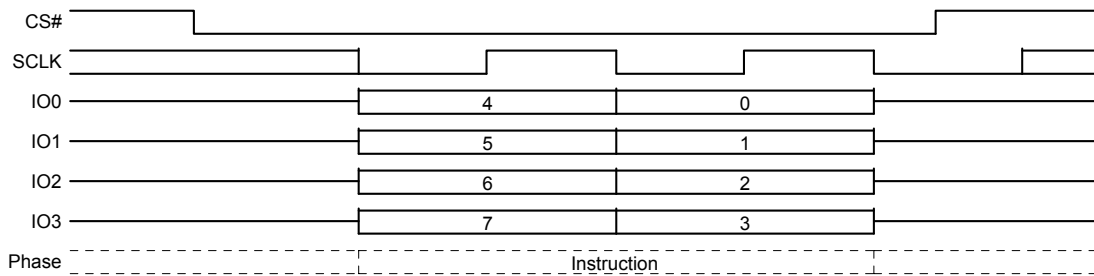 CS#
SCLK
IO0 4 0
IO1 5 1
IO2 6 2
IO3 7 3
Phase Instruction